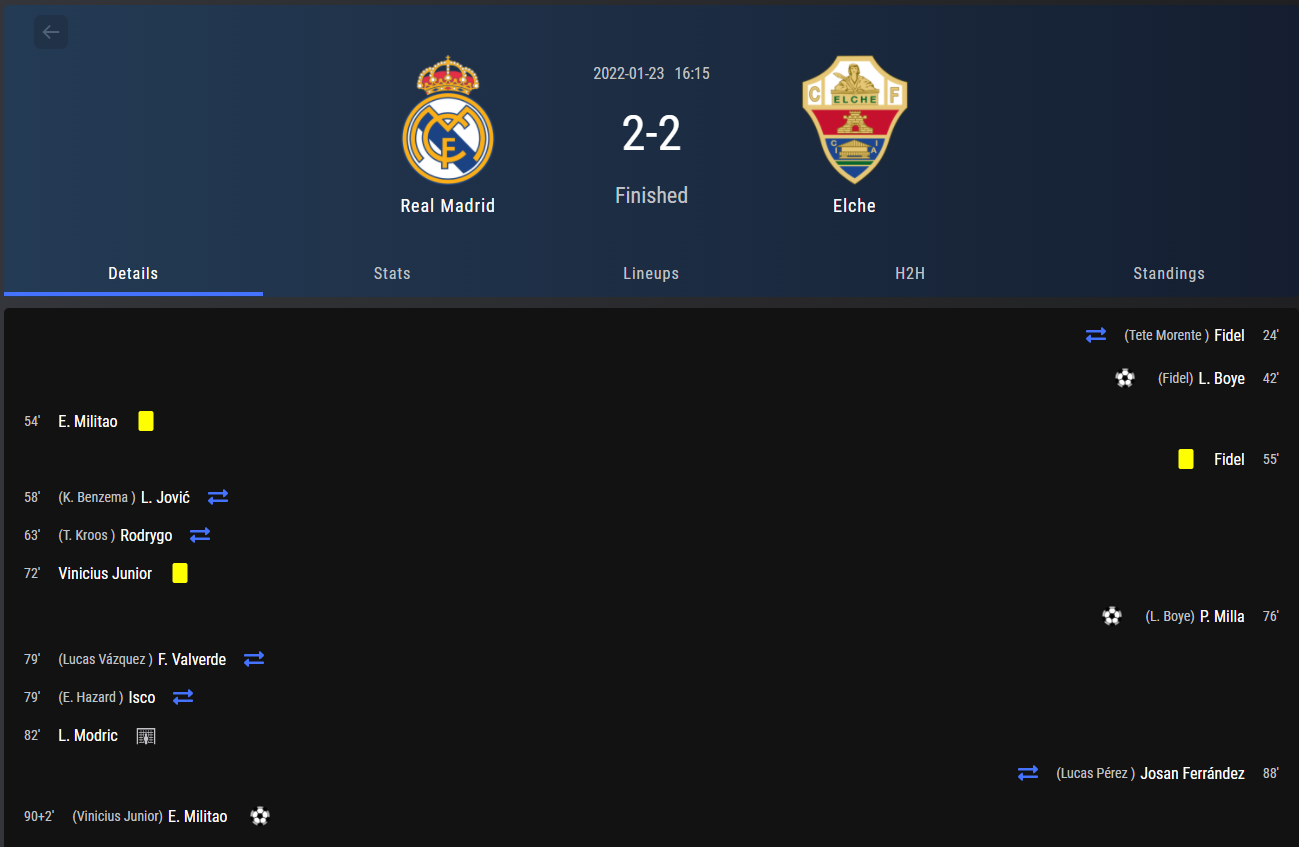 2022-01-23 16:15
2-2
Finished
Real Madrid
C ELCHE F
C I I A
Elche
Details Stats Lineups H2H Standings
(Tete Morente ) Fidel 24'
(Fidel) L. Boye 42'
54' E. Militao
Fidel 55'
58' (K. Benzema ) L. Jović
63' (T. Kroos ) Rodrygo
72' Vinicius Junior
(L. Boye) P. Milla 76'
79' (Lucas Vázquez ) F. Valverde
79' (E. Hazard ) Isco
82' L. Modric
(Lucas Pérez ) Josan Ferrández 88'
90+2' (Vinicius Junior) E. Militao